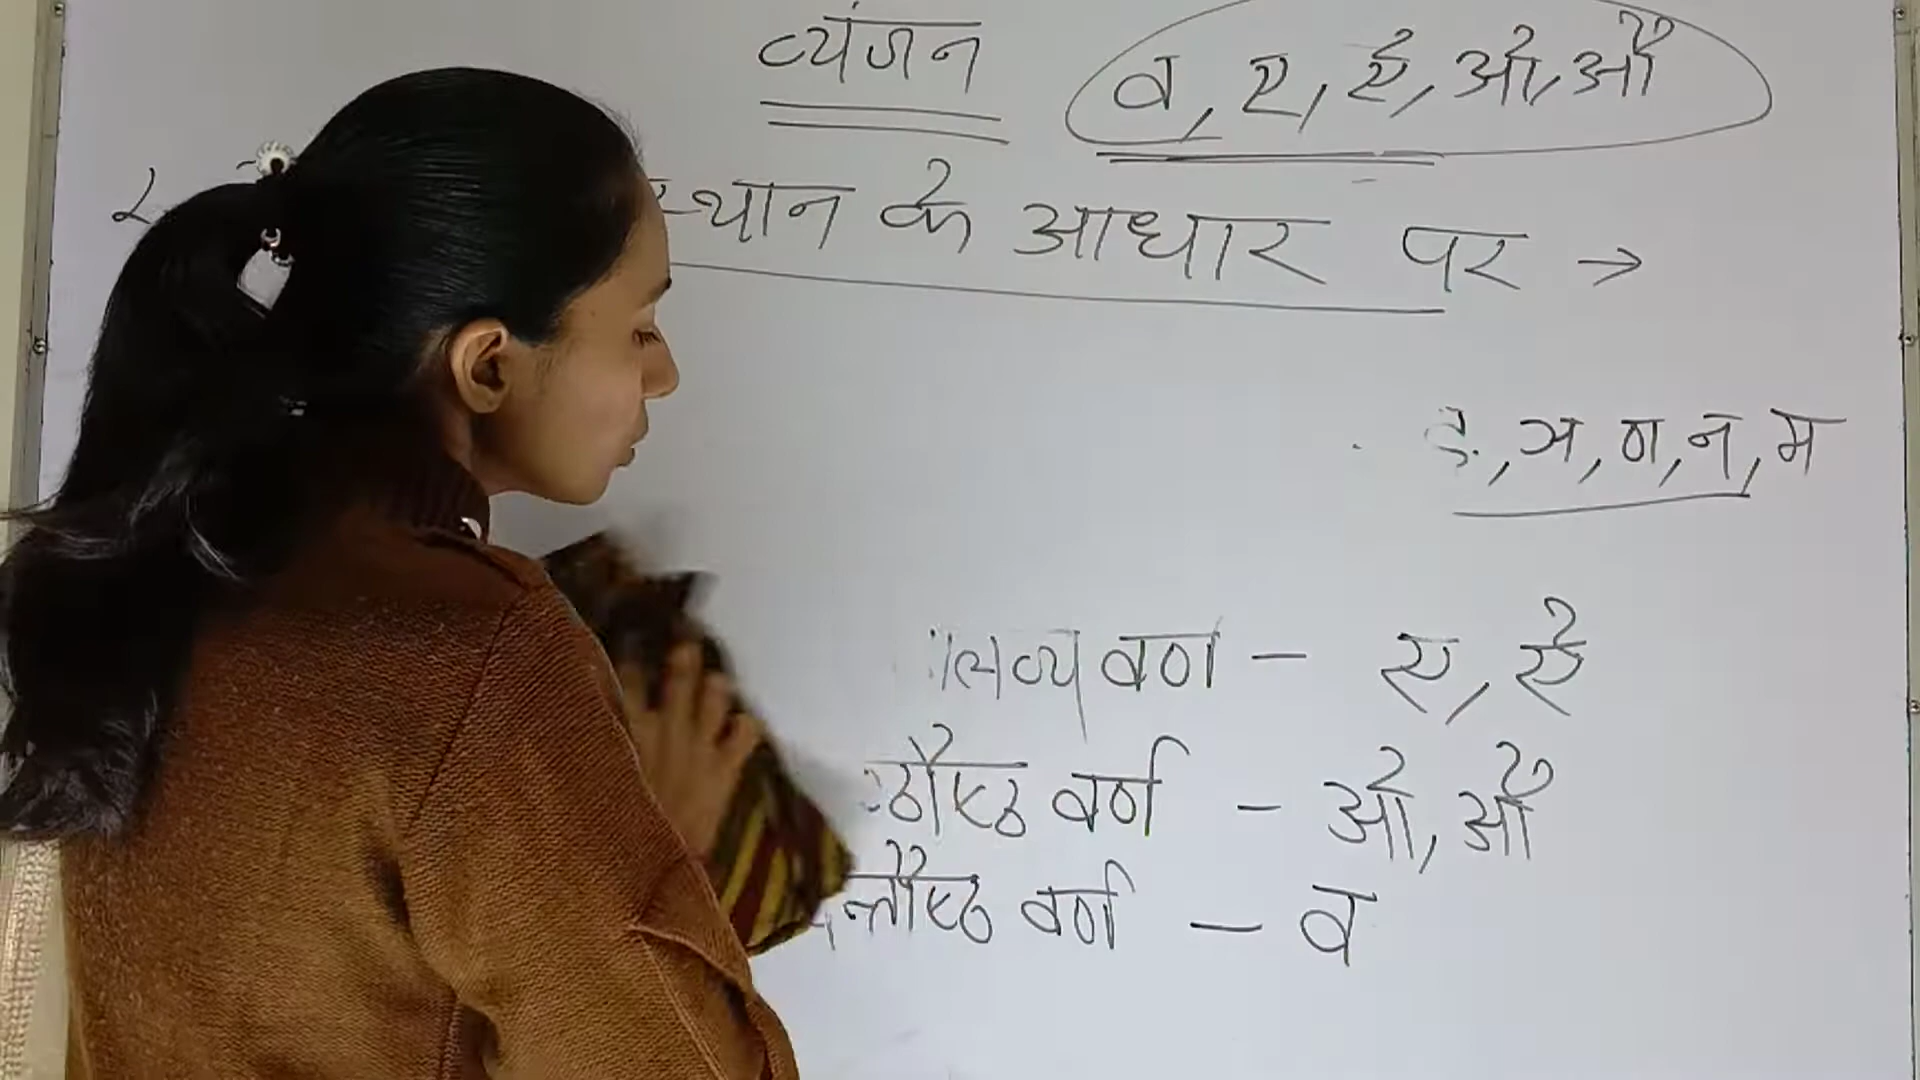 व्यंजन व, ए, ऐ, ओ, औ
स्थान के आधार पर →
ङ, ञ, ण, न, म
वर्ण - ए, ऐ
वर्ण - ओ, औ
वर्ण - व